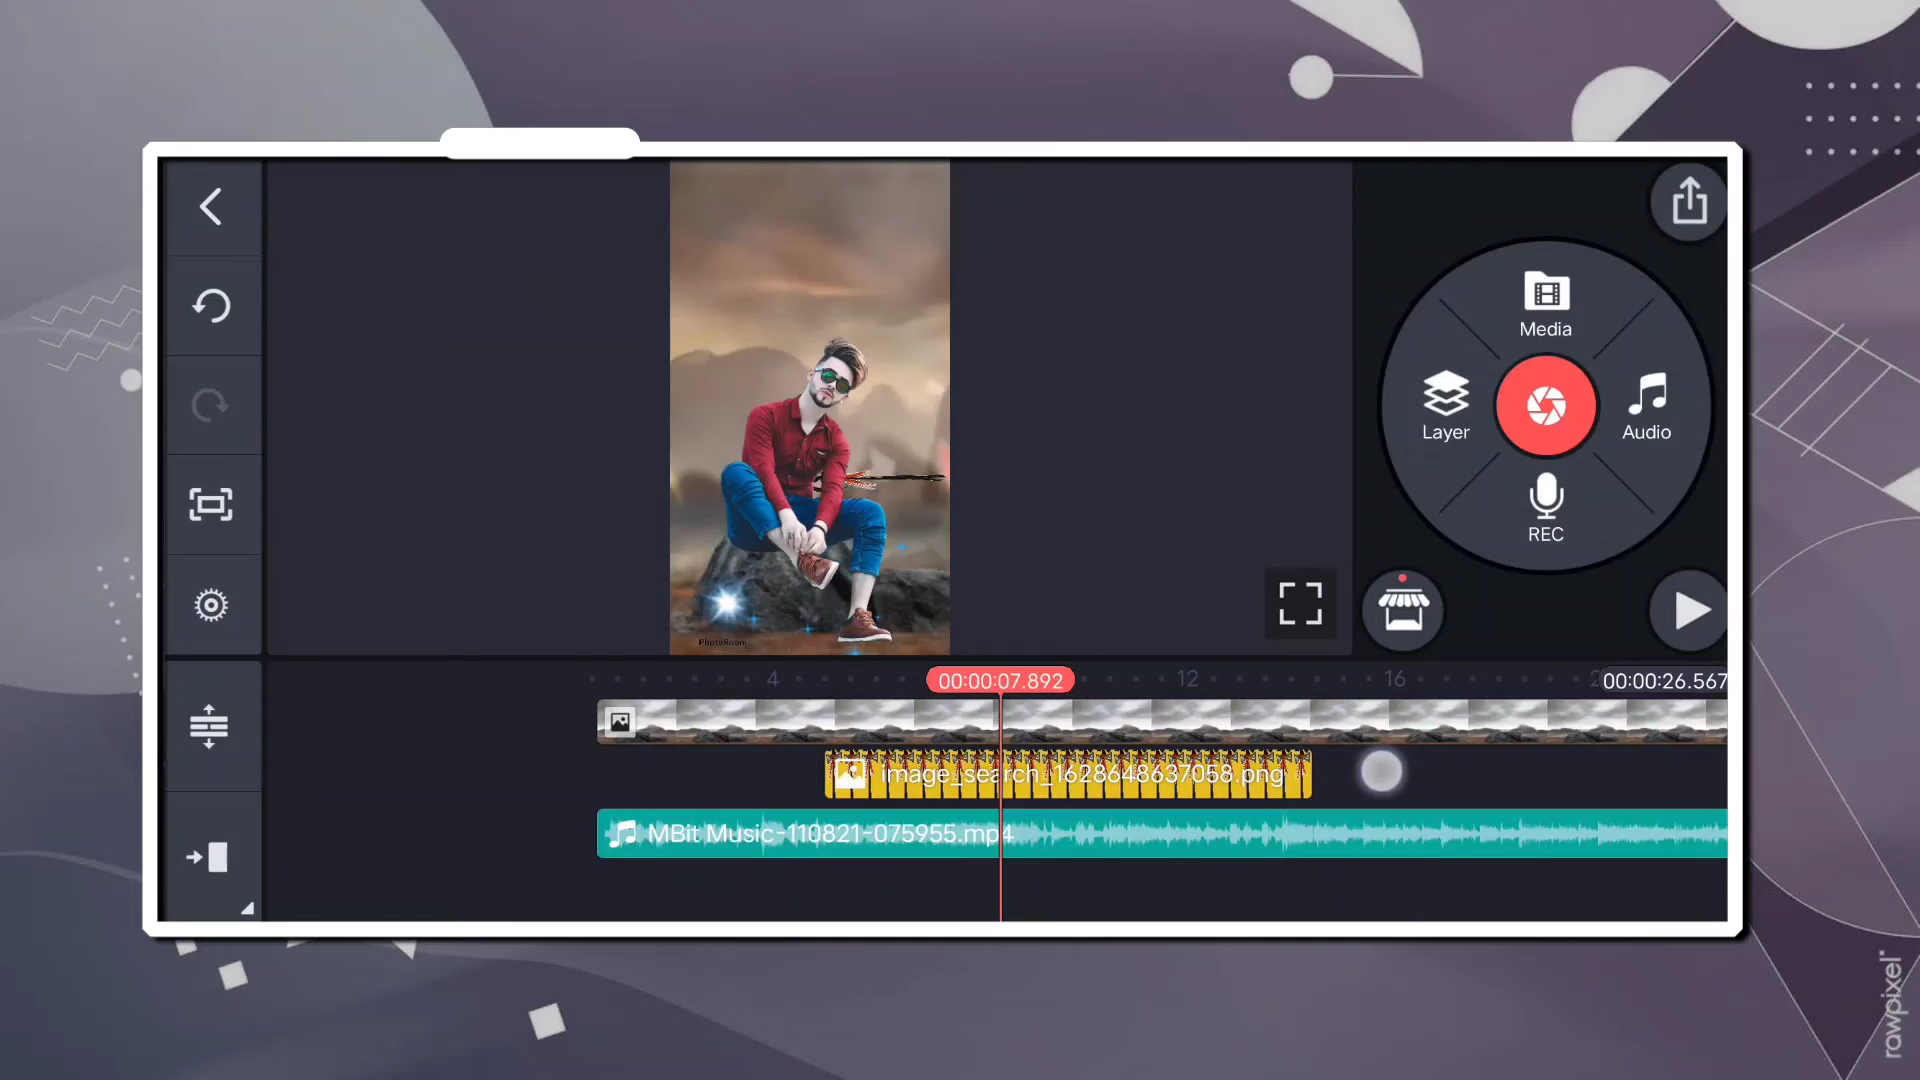 Media
Layer
Audio
REC
PhotoRoom
4
00:00:07.892
12
16
2
00:00:26.567
image_search_1628648637058.png
MBit Music-110821-075955.mp4
rawpixel